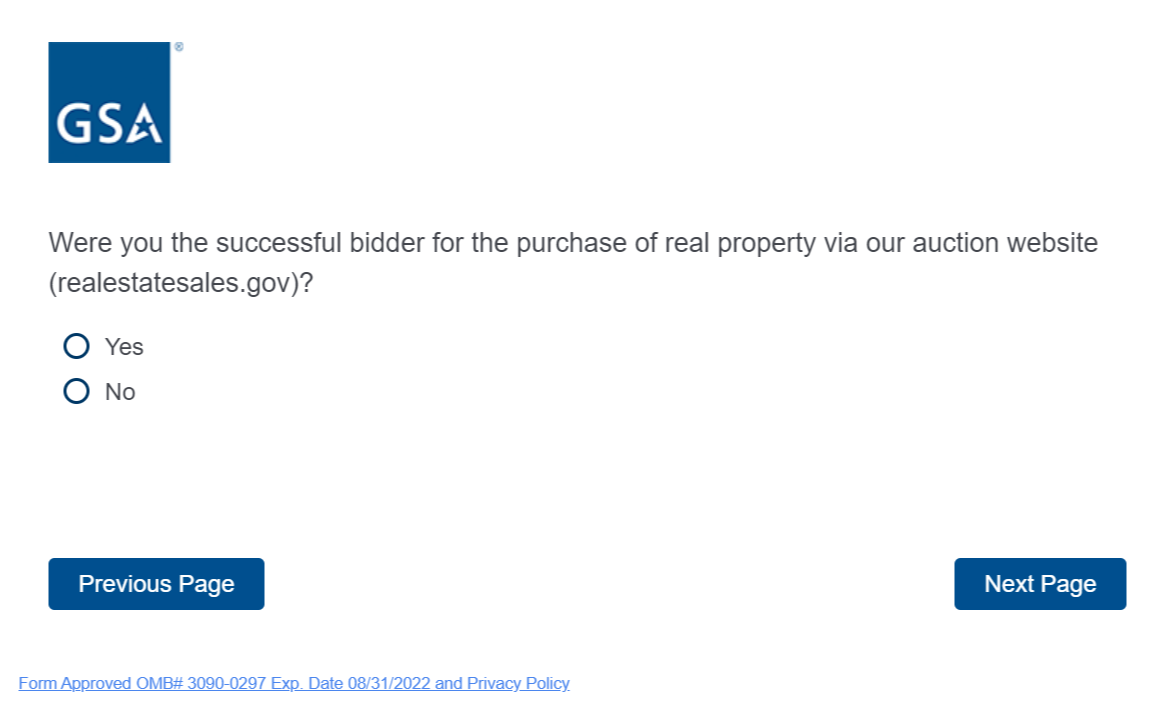 ®
GSA
Were you the successful bidder for the purchase of real property via our auction website
(realestatesales.gov)?
Yes
No
Previous Page
Next Page
Form Approved OMB# 3090-0297 Exp. Date 08/31/2022 and Privacy Policy